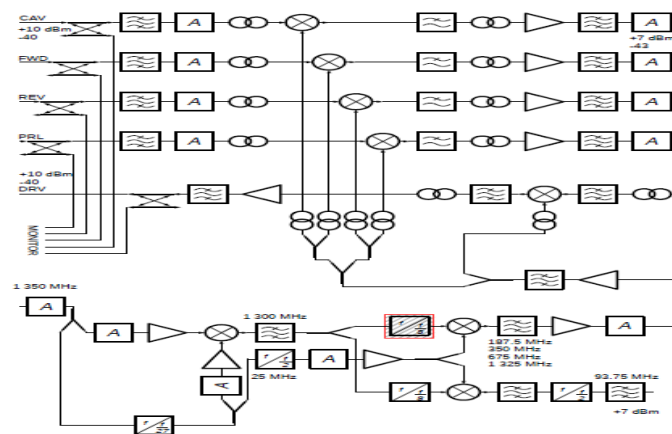 CAV
+10 dBm
-40
A
A
+7 dBm
-43
FWD
A
A
REV
A
A
PRL
A
A
+10 dBm
-40
DRV
MONITOR
1 350 MHz
A
A
1 300 MHz
187.5 MHz
350 MHz
675 MHz
1 325 MHz
A
A
25 MHz
A
93.75 MHz
+7 dBm